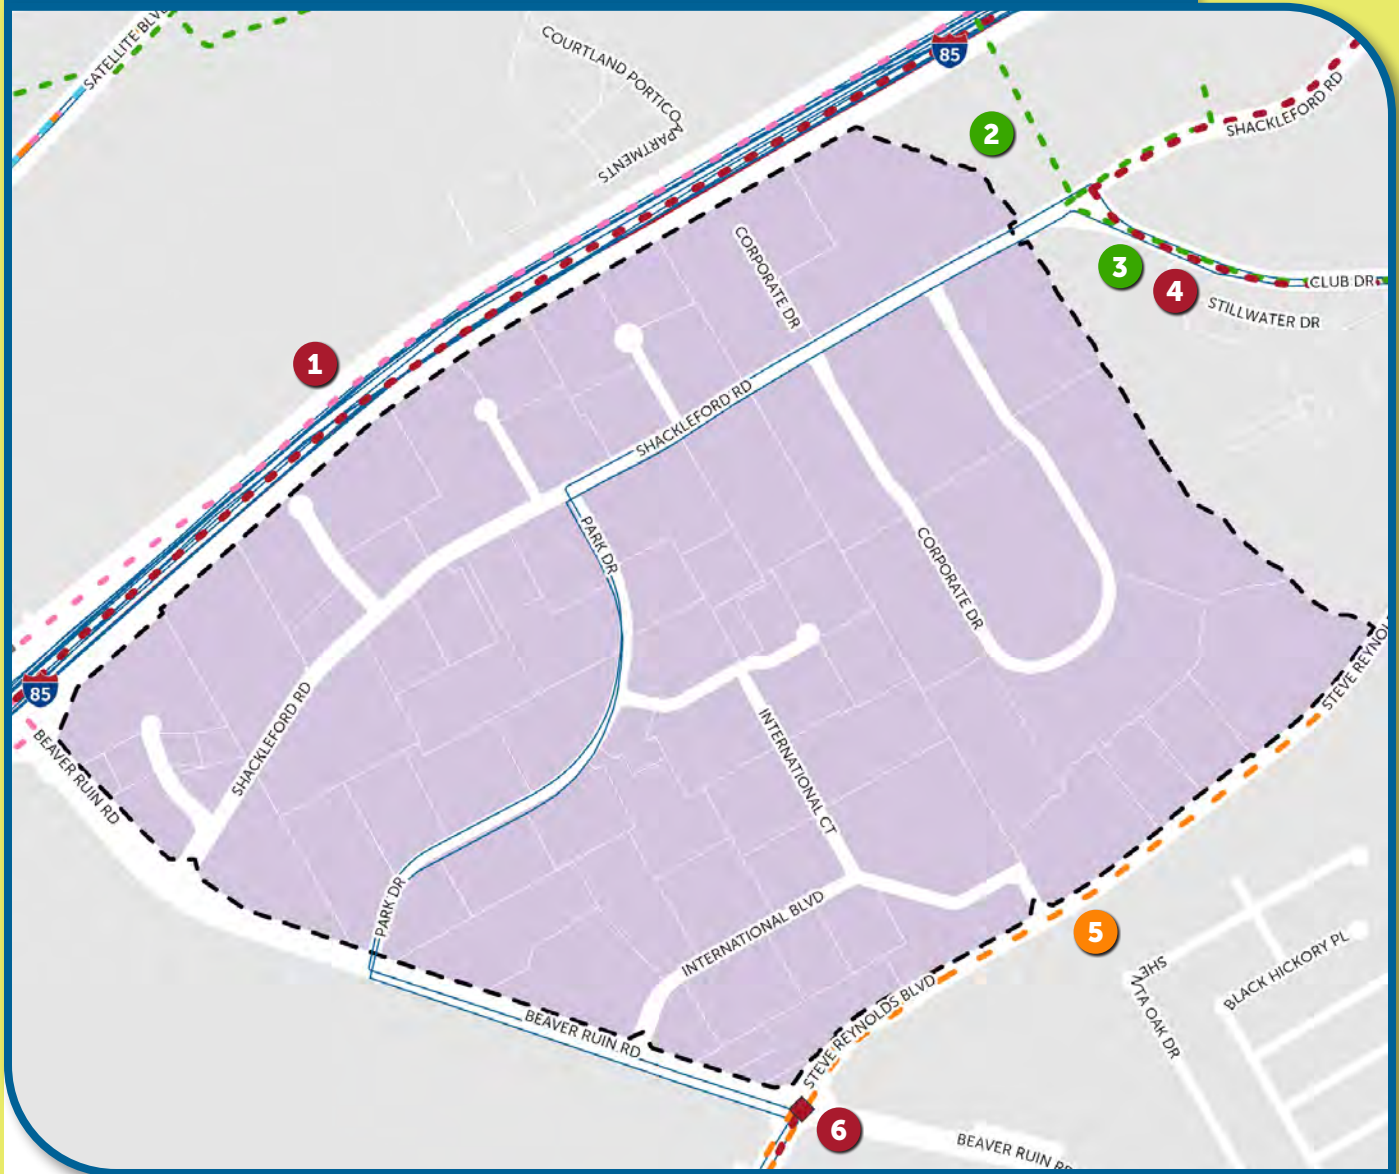 SATELLITE BLVD
COURTLAND PORTICO
APARTMENTS
85
2
SHACKLEFORD RD
3
4
CLUB DR
STILLWATER DR
CORPORATE DR
1
SHACKLEFORD RD
PARK DR
CORPORATE DR
STEVE REYNOL
85
BEAVER RUIN RD
SHACKLEFORD RD
INTERNATIONAL CT
PARK DR
INTERNATIONAL BLVD
5
BLACK HICKORY PL
STEVE REYNOLDS BLVD
BEAVER RUIN RD
6
BEAVER RUIN